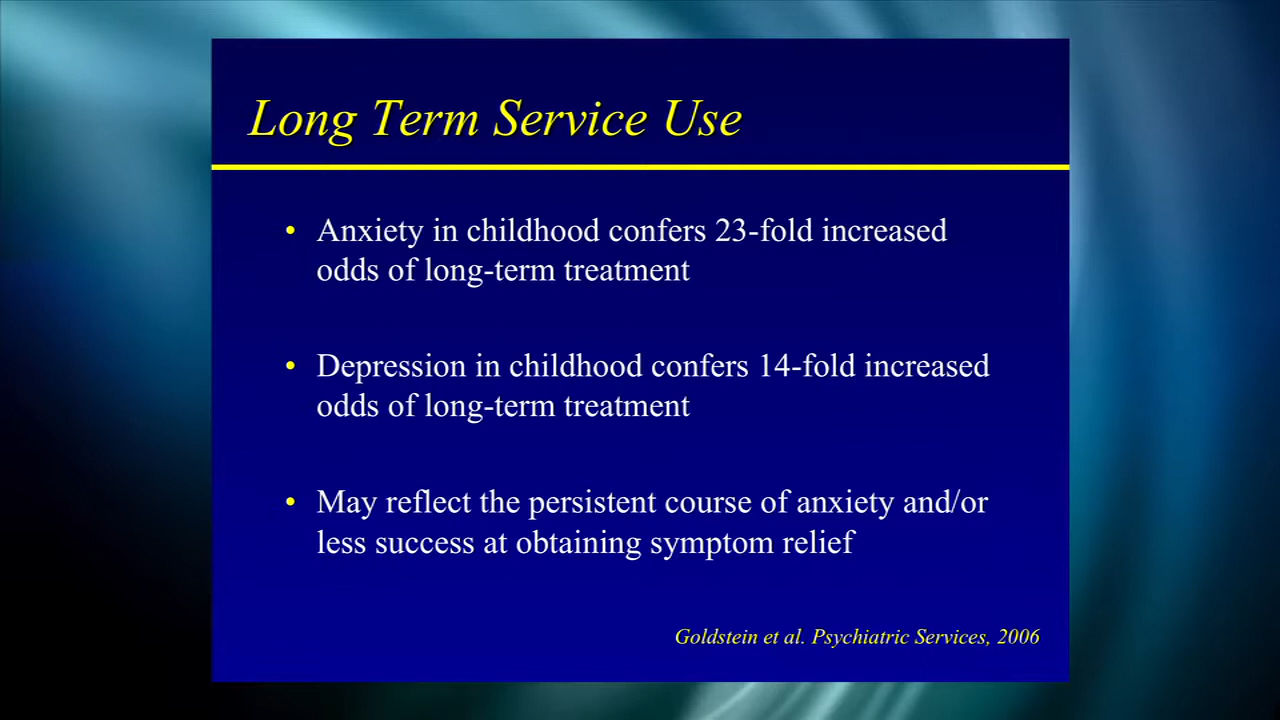 Long Term Service Use
• Anxiety in childhood confers 23-fold increased
odds of long-term treatment
• Depression in childhood confers 14-fold increased
odds of long-term treatment
• May reflect the persistent course of anxiety and/or
less success at obtaining symptom relief
Goldstein et al. Psychiatric Services, 2006